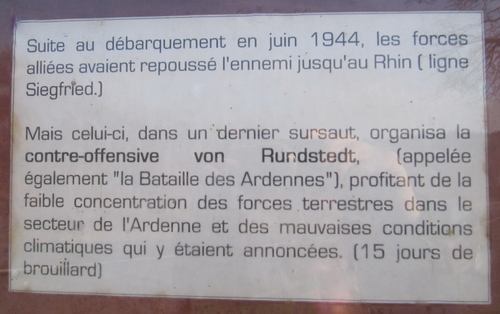 Suite au débarquement en juin 1944, les forces
alliées avaient repoussé l'ennemi jusqu'au Rhin ( ligne
Siegfried.)
Mais celui-ci, dans un dernier sursaut, organisa la
contre-offensive von Rundstedt, (appelée
également "la Bataille des Ardennes"), profitant de la
faible concentration des forces terrestres dans le
secteur de l'Ardenne et des mauvaises conditions
climatiques qui y étaient annoncées. (15 jours de
brouillard)